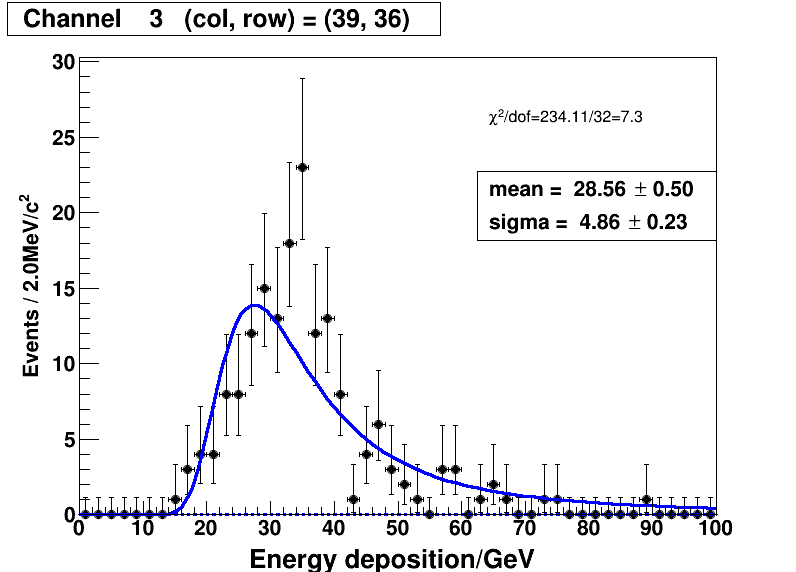 Channel 3 (col, row) = (39, 36)
χ²/dof=234.11/32=7.3
mean = 28.56 ± 0.50
sigma = 4.86 ± 0.23
Events / 2.0MeV/c²
30
25
20
15
10
5
0
0 10 20 30 40 50 60 70 80 90 100
Energy deposition/GeV